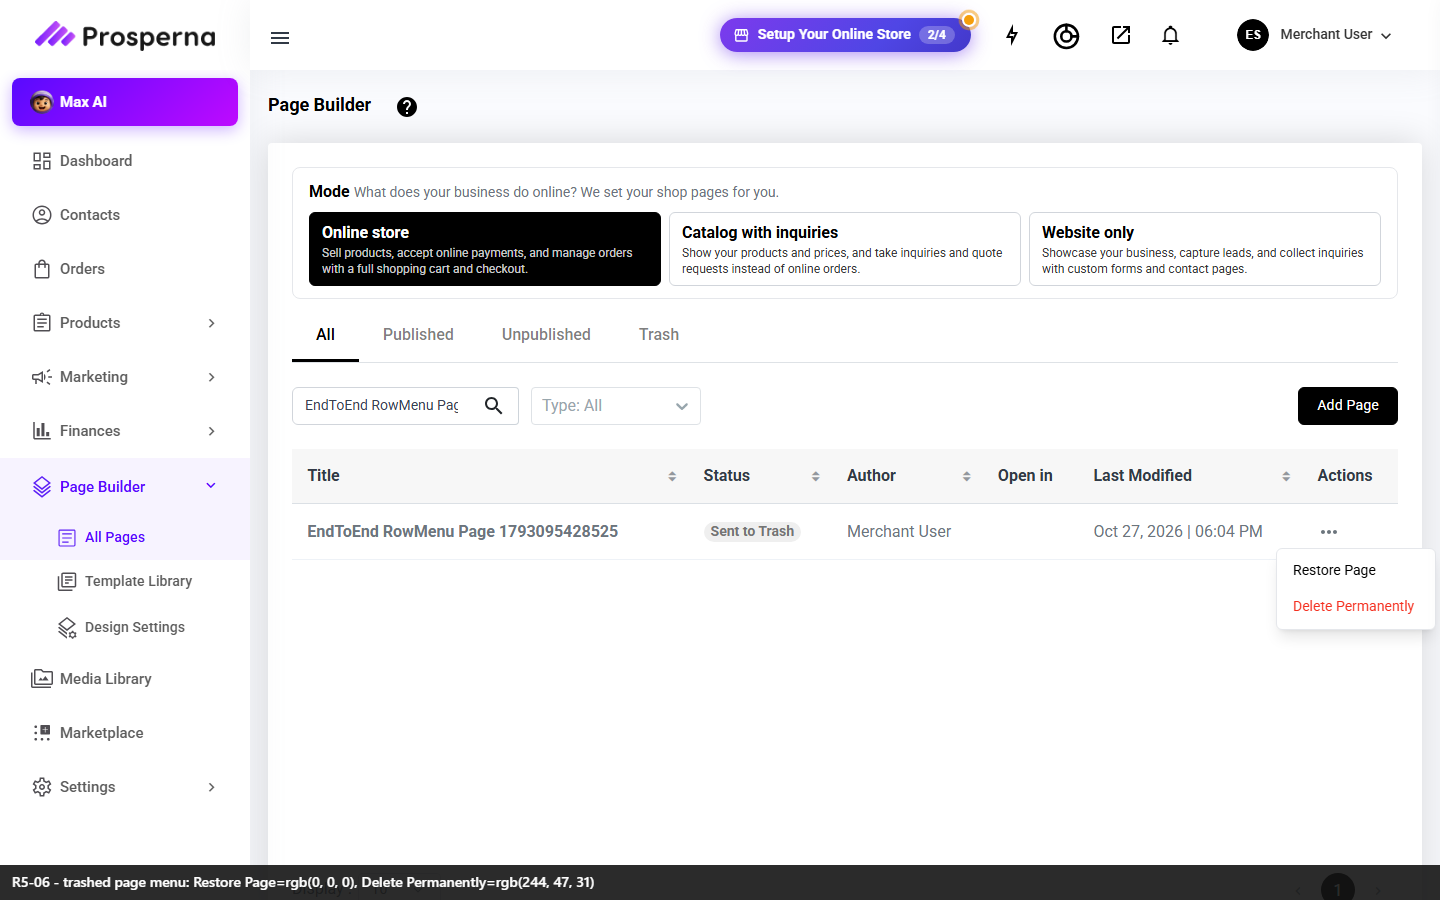 Prosperna
Setup Your Online Store 2/4
ES
Merchant User
Max AI
Dashboard
Contacts
Orders
Products
Marketing
Finances
Page Builder
All Pages
Template Library
Design Settings
Media Library
Marketplace
Settings
Page Builder ?
Mode What does your business do online? We set your shop pages for you.
Online store
Sell products, accept online payments, and manage orders
with a full shopping cart and checkout.
Catalog with inquiries
Show your products and prices, and take inquiries and quote
requests instead of online orders.
Website only
Showcase your business, capture leads, and collect inquiries
with custom forms and contact pages.
All Published Unpublished Trash
EndToEnd RowMenu Pag
Type: All
Add Page
Title Status Author Open in Last Modified Actions
EndToEnd RowMenu Page 1793095428525 Sent to Trash Merchant User Oct 27, 2026 | 06:04 PM
Restore Page
Delete Permanently
1
R5-06 - trashed page menu: Restore Page=rgb(0, 0, 0), Delete Permanently=rgb(244, 47, 31)